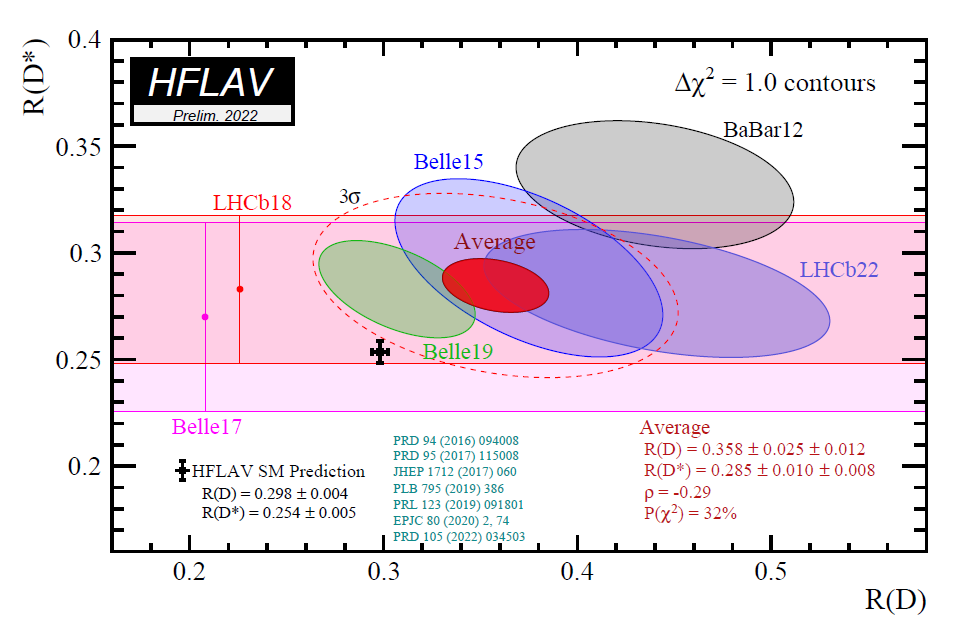 0.4
HFLAV
Prelim. 2022
Δχ² = 1.0 contours
R(D*)
BaBar12
0.35
Belle15
3σ
LHCb18
Average
0.3
LHCb22
Belle19
0.25
Belle17
PRD 94 (2016) 094008
PRD 95 (2017) 115008
JHEP 1712 (2017) 060
PLB 795 (2019) 386
PRL 123 (2019) 091801
EPJC 80 (2020) 2, 74
PRD 105 (2022) 034503
Average
R(D) = 0.358 ± 0.025 ± 0.012
R(D*) = 0.285 ± 0.010 ± 0.008
ρ = -0.29
P(χ²) = 32%
0.2
HFLAV SM Prediction
R(D) = 0.298 ± 0.004
R(D*) = 0.254 ± 0.005
0.2 0.3 0.4 0.5
R(D)